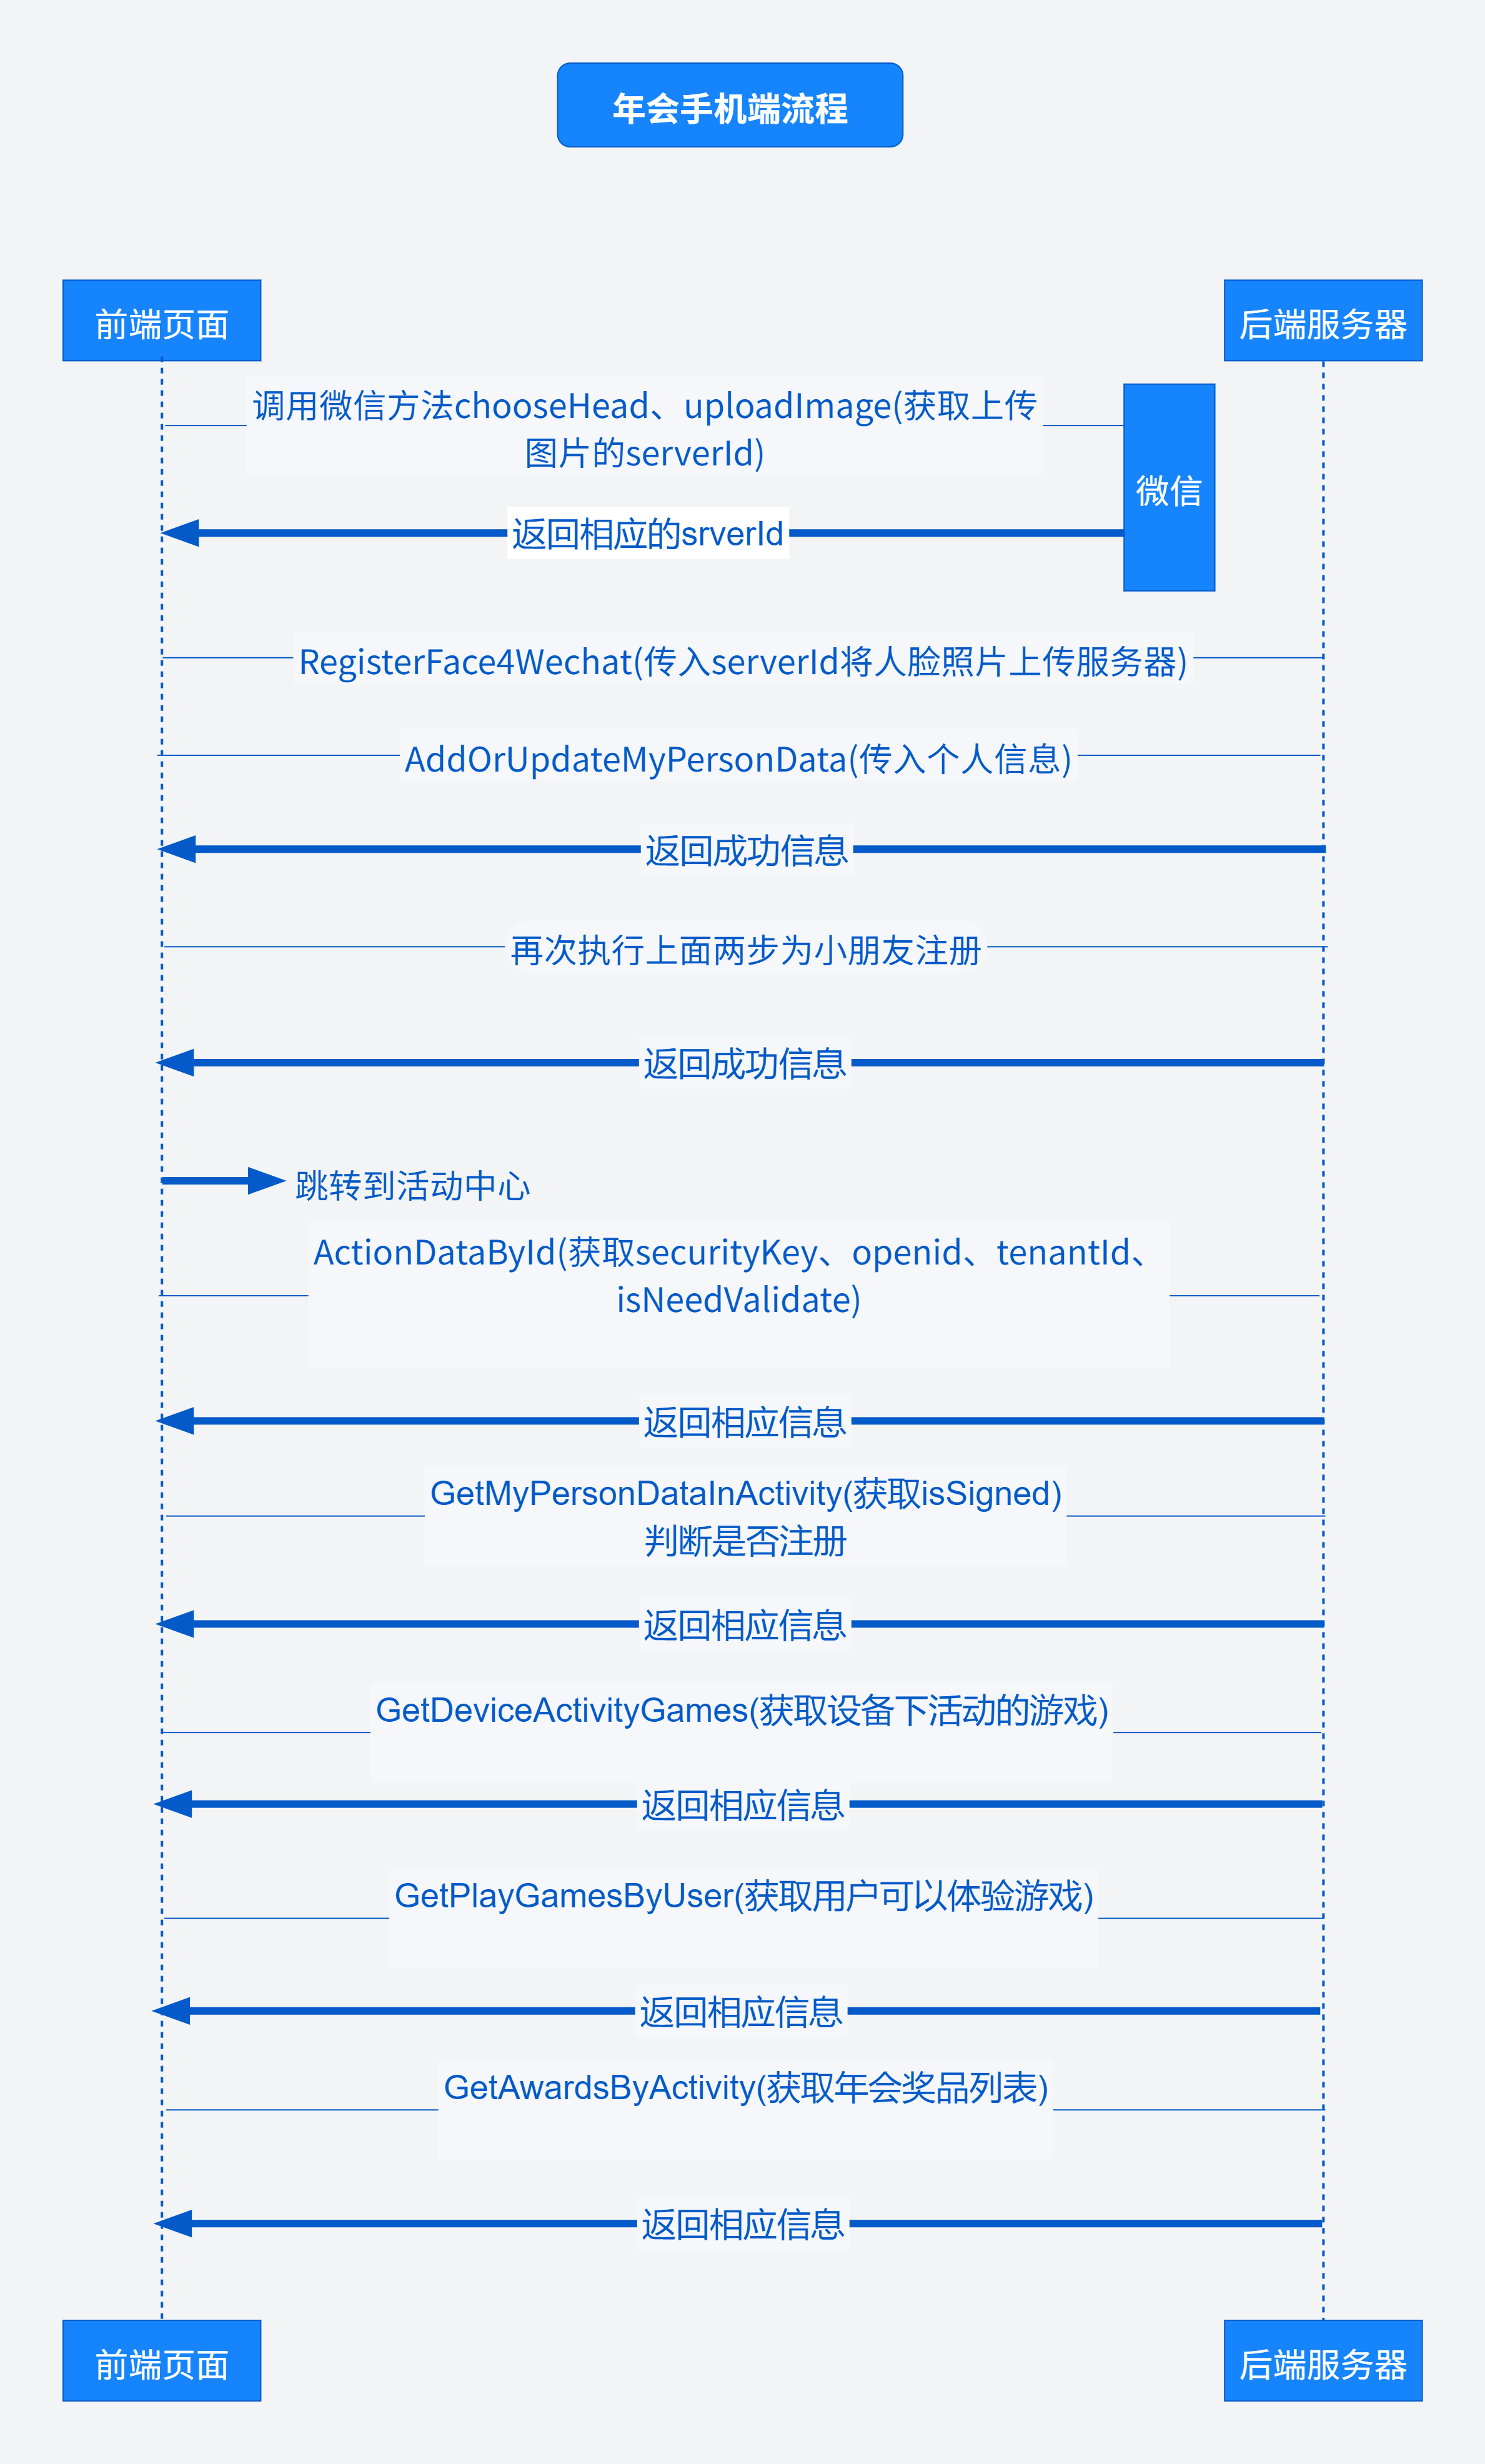 年会手机端流程
前端页面
后端服务器
调用微信方法chooseHead、uploadImage(获取上传
图片的serverId)
微信
返回相应的srverId
RegisterFace4Wechat(传入serverId将人脸照片上传服务器)
AddOrUpdateMyPersonData(传入个人信息)
返回成功信息
再次执行上面两步为小朋友注册
返回成功信息
跳转到活动中心
ActionDataById(获取securityKey、openid、tenantId、
isNeedValidate)
返回相应信息
GetMyPersonDataInActivity(获取isSigned)
判断是否注册
返回相应信息
GetDeviceActivityGames(获取设备下活动的游戏)
返回相应信息
GetPlayGamesByUser(获取用户可以体验游戏)
返回相应信息
GetAwardsByActivity(获取年会奖品列表)
返回相应信息
前端页面
后端服务器